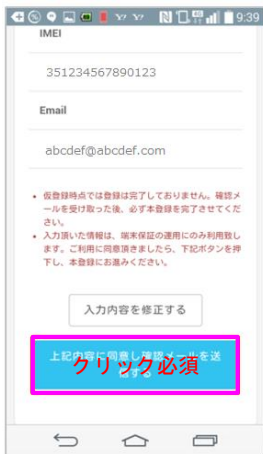 9:39
IMEI
351234567890123
Email
abcdef@abcdef.com
• 仮登録時点では登録は完了しておりません。確認メ
ールを受け取った後、必ず本登録を完了させてくだ
さい。
• 入力頂いた情報は、端末保証の運用にのみ利用致し
ます。ご利用に同意頂きましたら、下記ボタンを押
下し、本登録にお進みください。
入力内容を修正する
上記内容に同意し確認メールを送
クリック必須
する